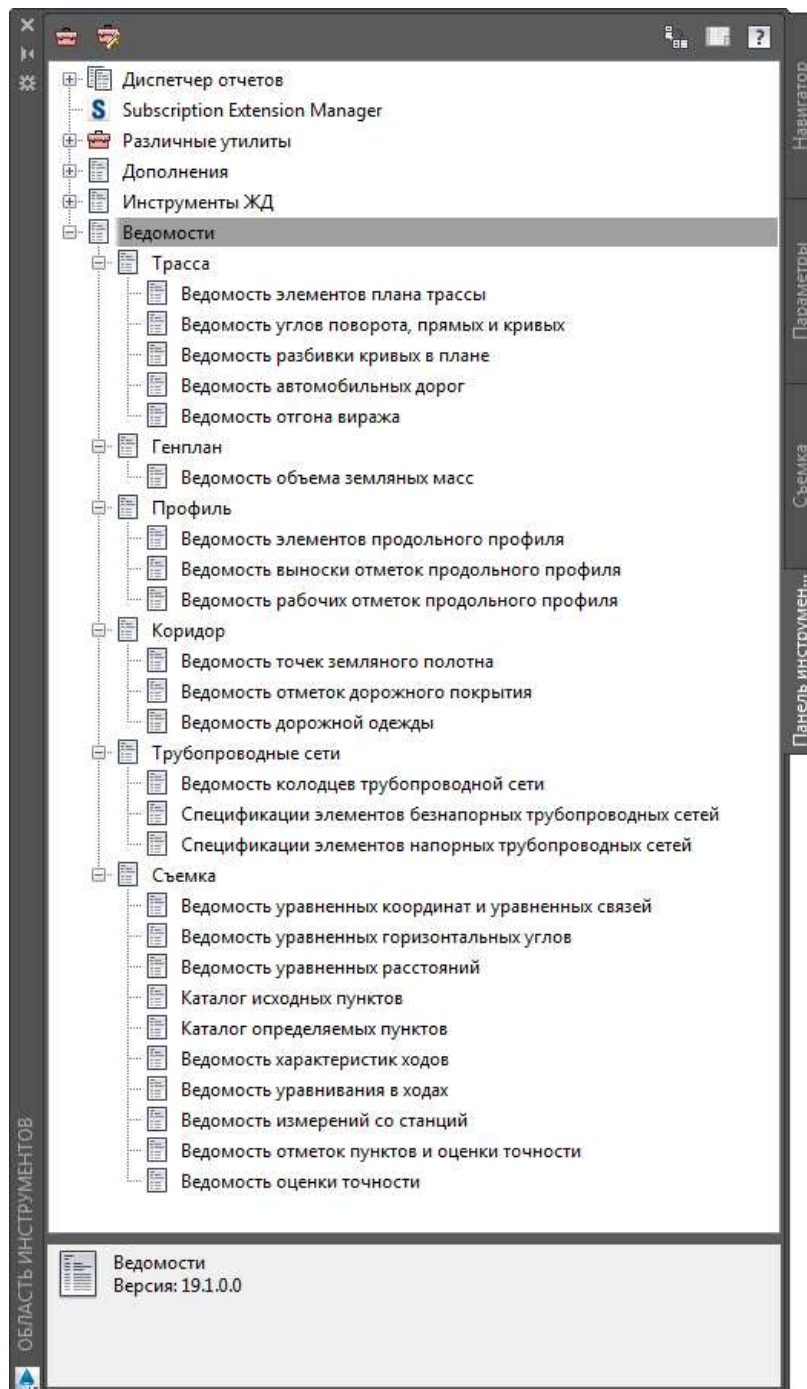 Диспетчер отчетов
S Subscription Extension Manager
Различные утилиты
Дополнения
Инструменты ЖД
Ведомости
Трасса
Ведомость элементов плана трассы
Ведомость углов поворота, прямых и кривых
Ведомость разбивки кривых в плане
Ведомость автомобильных дорог
Ведомость отгона виража
Генплан
Ведомость объема земляных масс
Профиль
Ведомость элементов продольного профиля
Ведомость выноски отметок продольного профиля
Ведомость рабочих отметок продольного профиля
Коридор
Ведомость точек земляного полотна
Ведомость отметок дорожного покрытия
Ведомость дорожной одежды
Трубопроводные сети
Ведомость колодцев трубопроводной сети
Спецификации элементов безнапорных трубопроводных сетей
Спецификации элементов напорных трубопроводных сетей
Съемка
Ведомость уравненных координат и уравненных связей
Ведомость уравненных горизонтальных углов
Ведомость уравненных расстояний
Каталог исходных пунктов
Каталог определяемых пунктов
Ведомость характеристик ходов
Ведомость уравнивания в ходах
Ведомость измерений со станций
Ведомость отметок пунктов и оценки точности
Ведомость оценки точности
Ведомости
Версия: 19.1.0.0
ОБЛАСТЬ ИНСТРУМЕНТОВ
Навигатор
Параметры
Съемка
Панель инструмен...